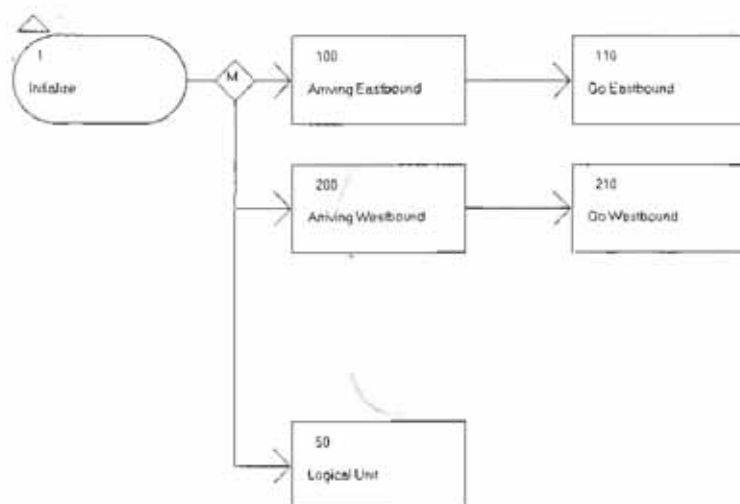 1
Initialize
M
100
Arriving Eastbound
110
Go Eastbound
200
Arriving Westbound
210
Go Westbound
50
Logical Unit